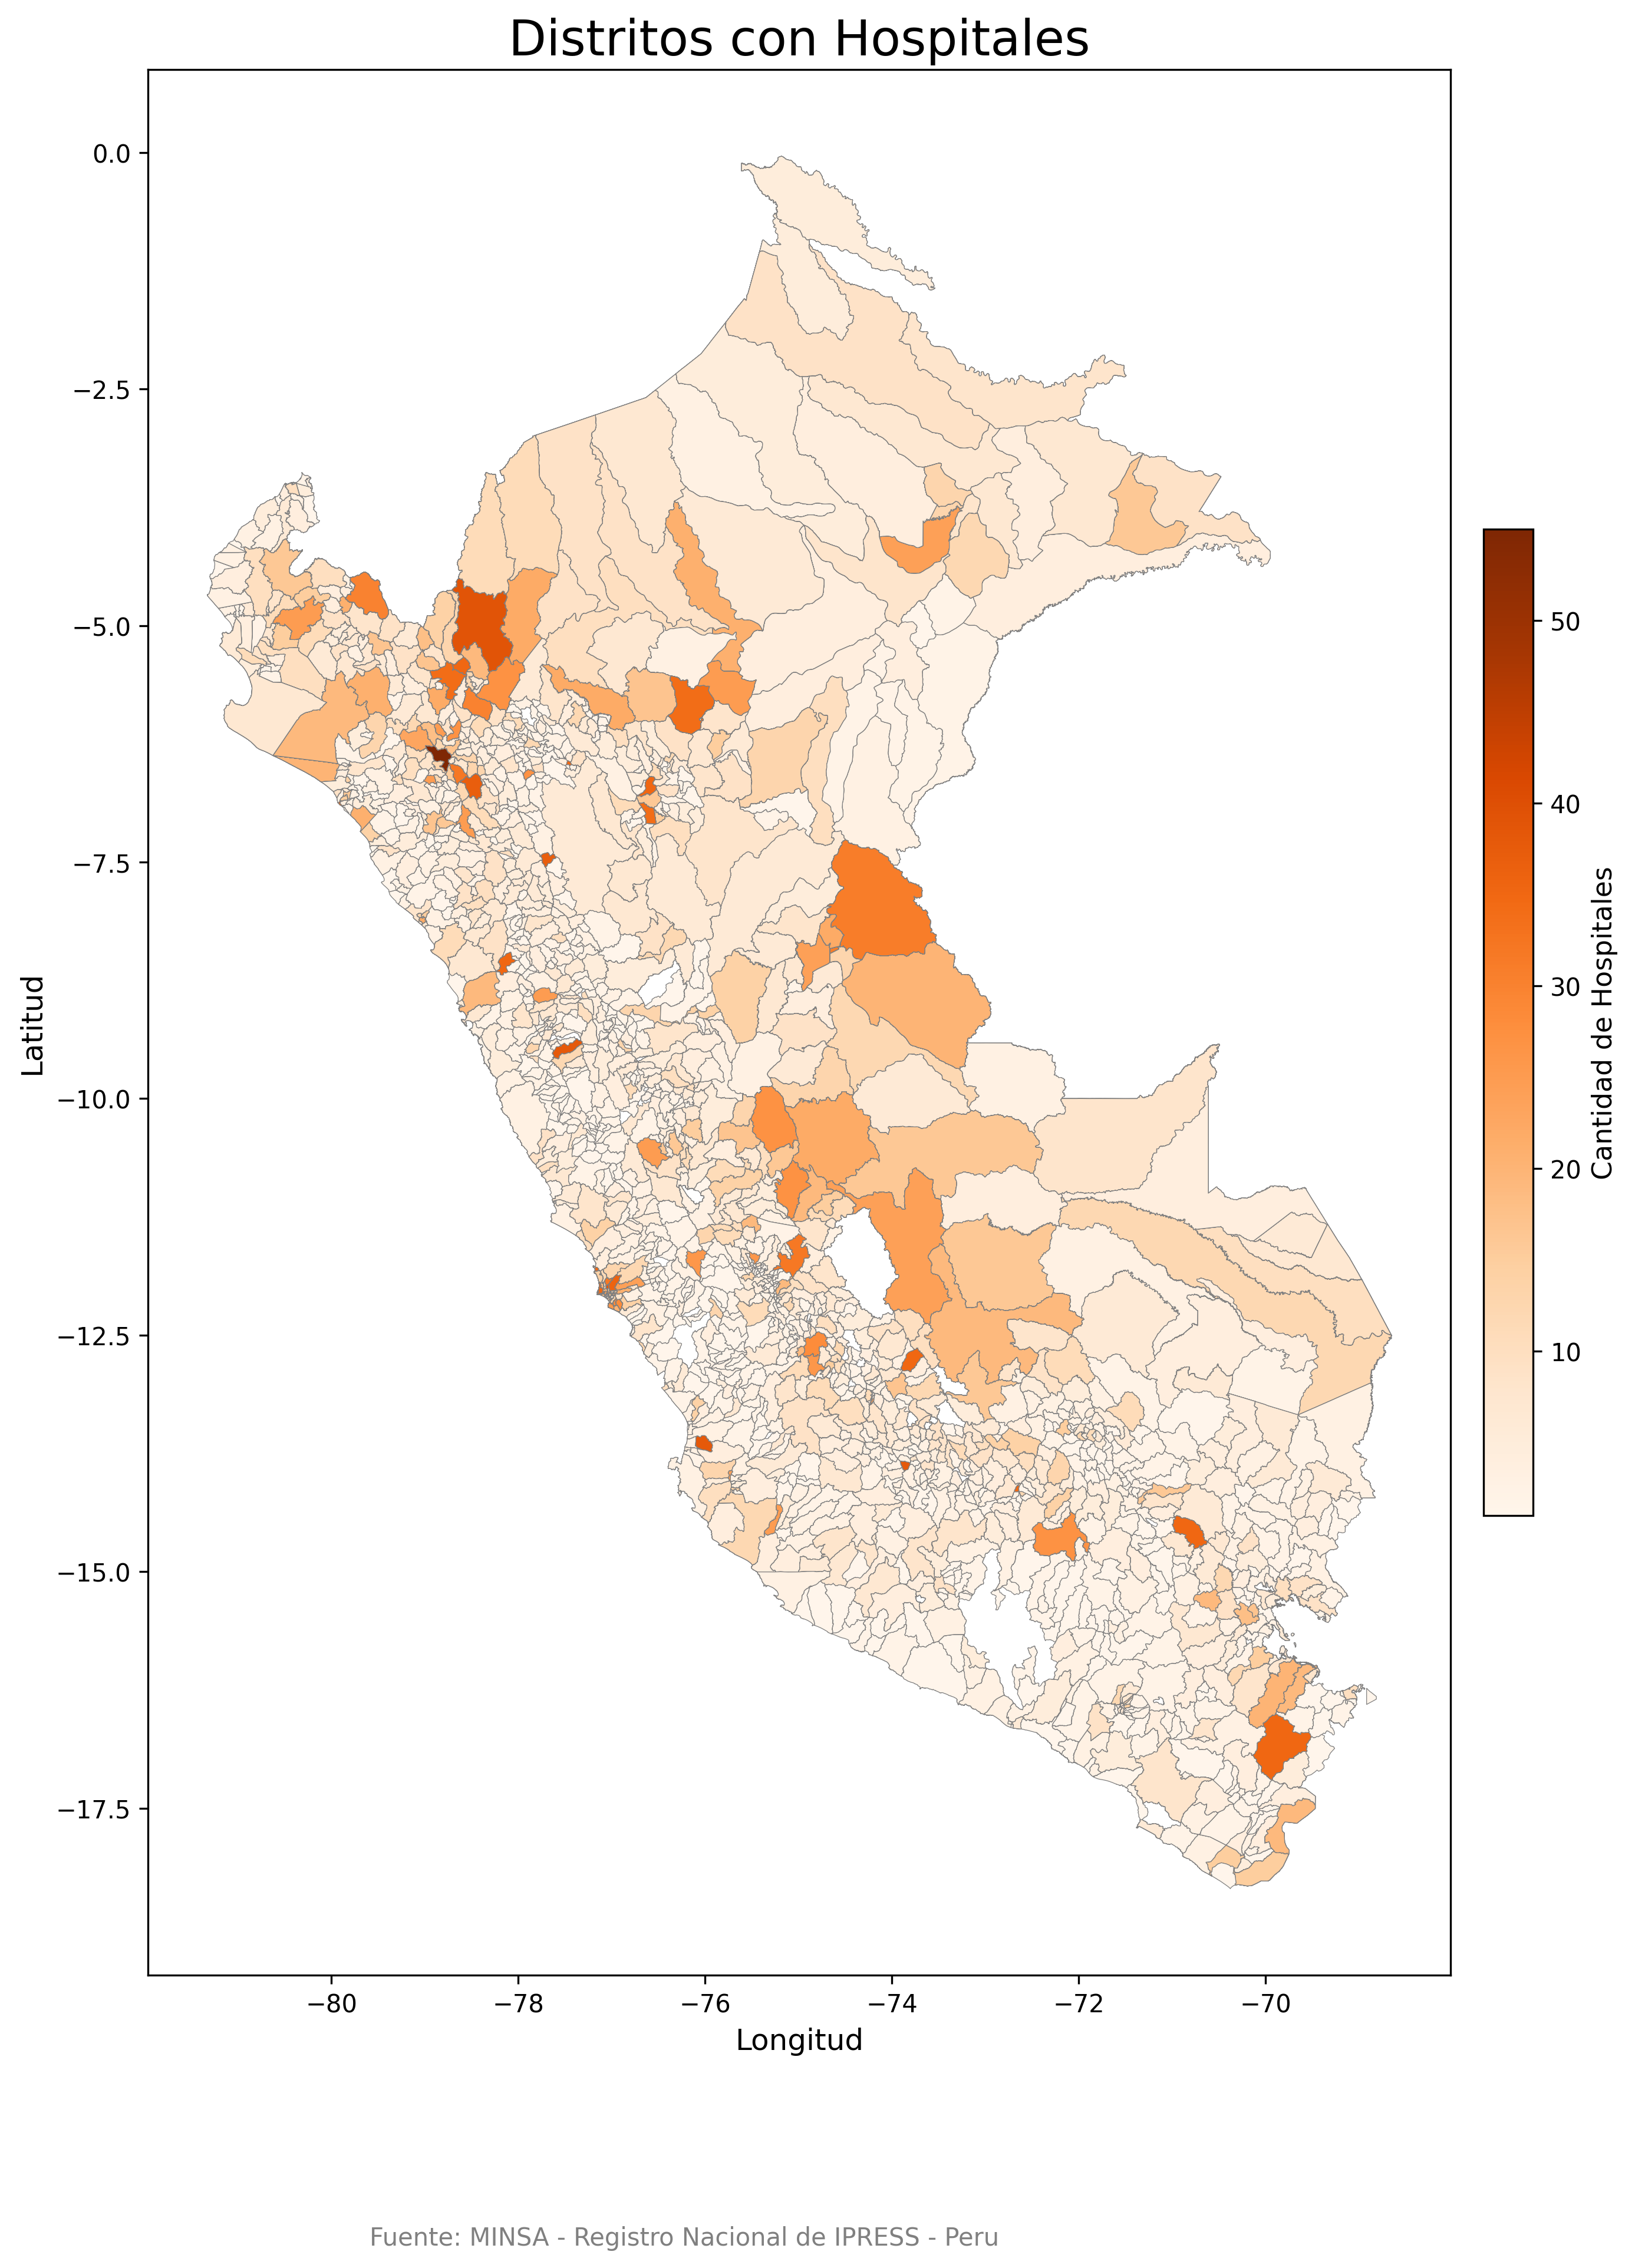 Distritos con Hospitales
0.0
−2.5
−5.0
−7.5
−10.0
−12.5
−15.0
−17.5
Latitud
−80 −78 −76 −74 −72 −70
Longitud
50
40
30
20
10
Cantidad de Hospitales
Fuente: MINSA - Registro Nacional de IPRESS - Peru